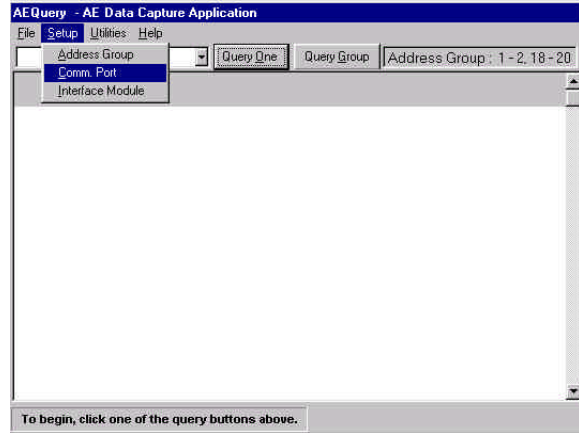 AEQuery - AE Data Capture Application
File Setup Utilities Help
Address Group
Comm. Port
Interface Module
Query One Query Group Address Group : 1 - 2, 18 - 20
To begin, click one of the query buttons above.